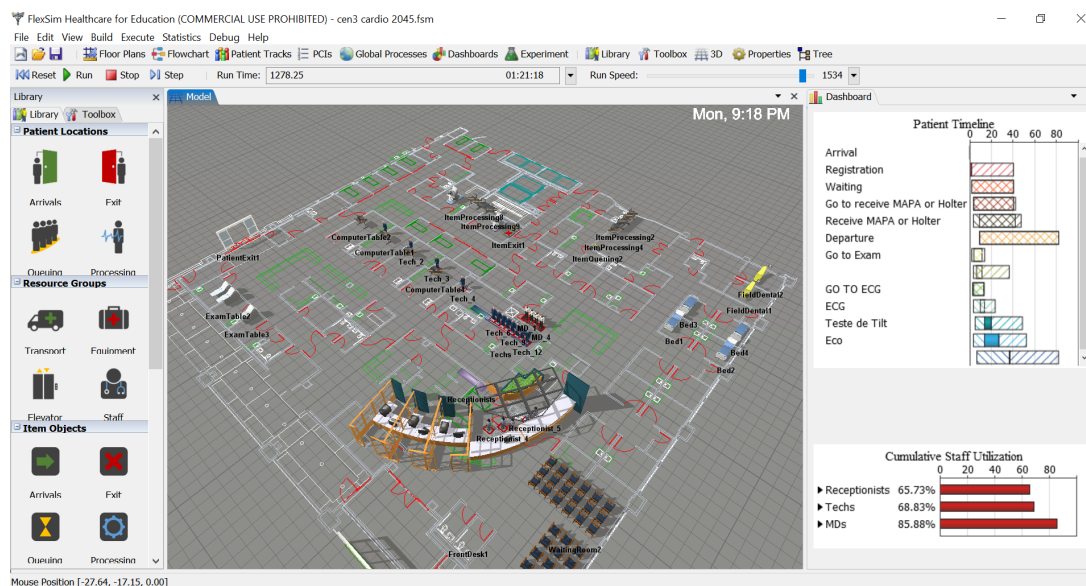 FlexSim Healthcare for Education (COMMERCIAL USE PROHIBITED) - cen3 cardio 2045.fsm
File Edit View Build Execute Statistics Debug Help
Floor Plans Flowchart Patient Tracks PCIs Global Processes Dashboards Experiment Library Toolbox 3D Properties Tree
Reset Run Stop Step Run Time: 1278.25 01:21:18 Run Speed: 1534
Library
Library Toolbox
Patient Locations
Arrivals Exit
Queuing Processing
Resource Groups
Transport Equipment
Elevator Staff
Item Objects
Arrivals Exit
Queuing Processing
Model
Mon, 9:18 PM
ItemProcessing8
ItemProcessing9
ComputerTable2
ItemExit1
ItemProcessing2
ItemProcessing4
ItemQueuing2
PatientExit1
ComputerTable1
Tech_2
Tech_3
ComputerTable4
Tech_4
ExamTable2
ExamTable3
FieldDental2
FieldDental1
Bed3
Bed1
Bed4
Bed2
MD_4
Techs Tech_12
Receptionists
Receptionist_5
Receptionist_4
FrontDesk1
WaitingRoom2
Dashboard
Patient Timeline
0 20 40 60 80
Arrival
Registration
Waiting
Go to receive MAPA or Holter
Receive MAPA or Holter
Departure
Go to Exam
GO TO ECG
ECG
Teste de Tilt
Eco
Cumulative Staff Utilization
0 20 40 60 80
Receptionists 65.73%
Techs 68.83%
MDs 85.88%
Mouse Position [-27.64, -17.15, 0.00]